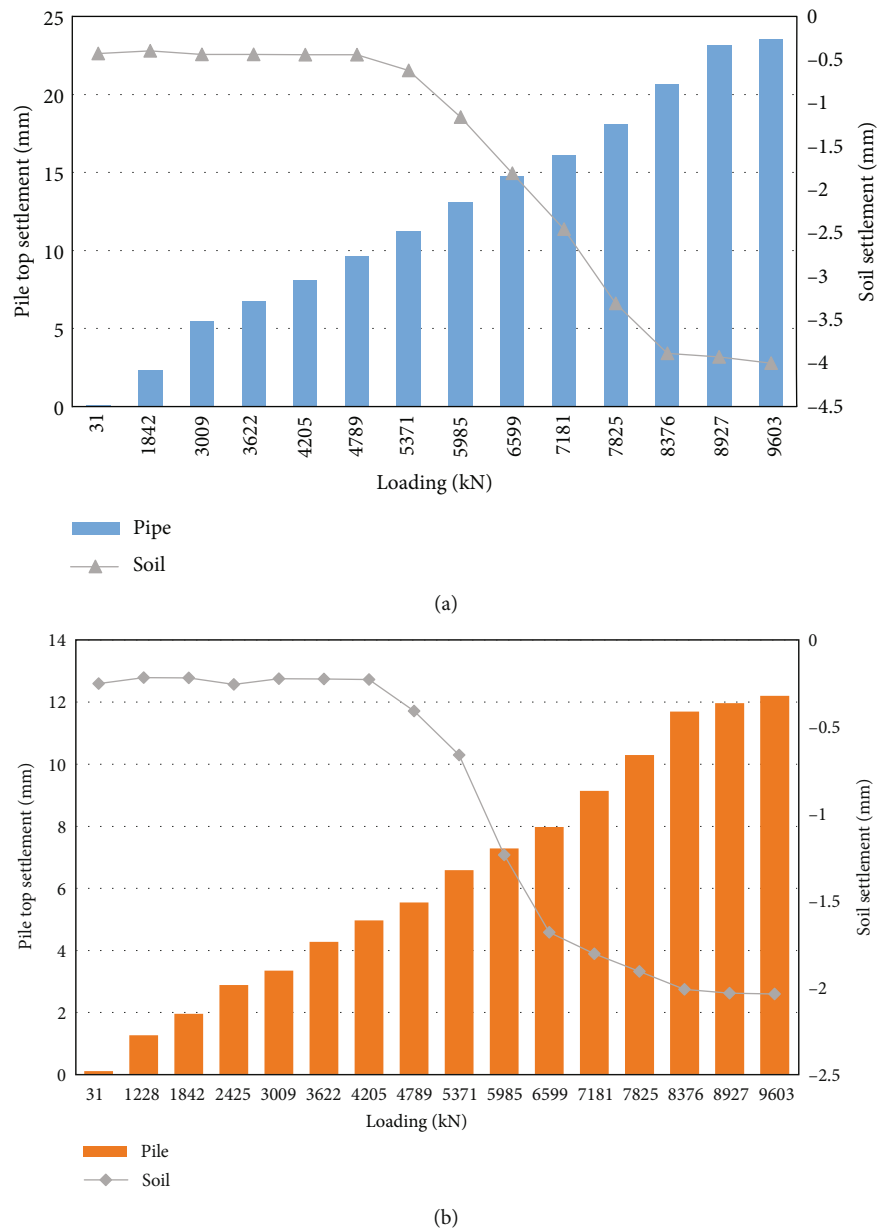 25
20
15
10
5
0
Pile top settlement (mm)
0
–0.5
–1
–1.5
–2
–2.5
–3
–3.5
–4
–4.5
Soil settlement (mm)
31 1842 3009 3622 4205 4789 5371 5985 6599 7181 7825 8376 8927 9603
Loading (kN)
Pipe
Soil
(a)
14
12
10
8
6
4
2
0
Pile top settlement (mm)
0
–0.5
–1
–1.5
–2
–2.5
Soil settlement (mm)
31 1228 1842 2425 3009 3622 4205 4789 5371 5985 6599 7181 7825 8376 8927 9603
Loading (kN)
Pile
Soil
(b)